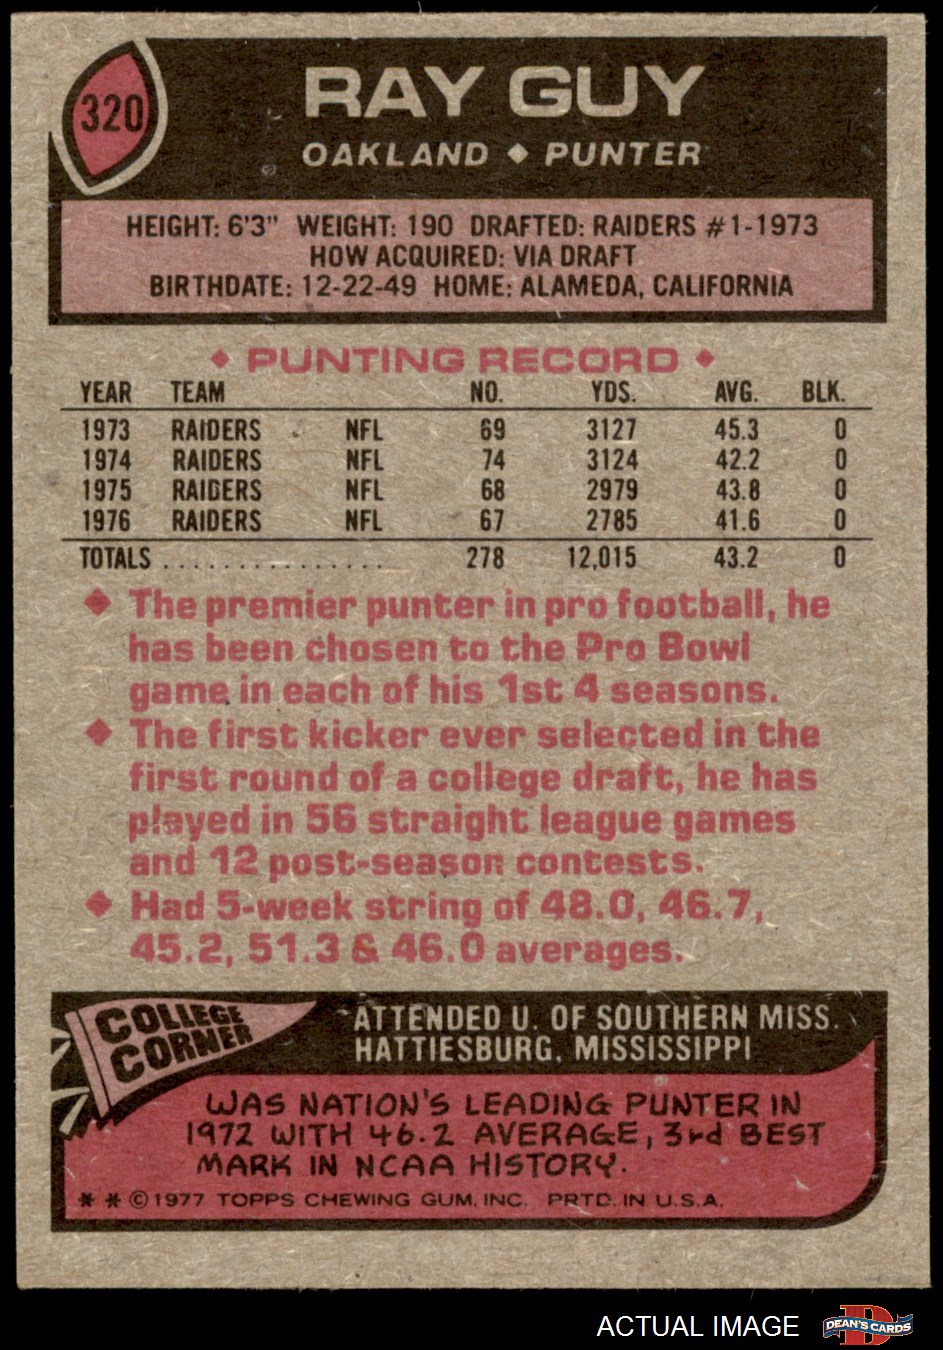 320
RAY GUY
OAKLAND ◆ PUNTER
HEIGHT: 6'3" WEIGHT: 190 DRAFTED: RAIDERS #1-1973
HOW ACQUIRED: VIA DRAFT
BIRTHDATE: 12-22-49 HOME: ALAMEDA, CALIFORNIA
◆ PUNTING RECORD ◆
YEAR TEAM NO. YDS. AVG. BLK.
1973 RAIDERS NFL 69 3127 45.3 0
1974 RAIDERS NFL 74 3124 42.2 0
1975 RAIDERS NFL 68 2979 43.8 0
1976 RAIDERS NFL 67 2785 41.6 0
TOTALS . . . . . . . . . . . . . . . 278 12,015 43.2 0
◆ The premier punter in pro football, he
has been chosen to the Pro Bowl
game in each of his 1st 4 seasons.
◆ The first kicker ever selected in the
first round of a college draft, he has
played in 56 straight league games
and 12 post-season contests.
◆ Had 5-week string of 48.0, 46.7,
45.2, 51.3 & 46.0 averages.
COLLEGE
CORNER
ATTENDED U. OF SOUTHERN MISS.
HATTIESBURG, MISSISSIPPI
WAS NATION'S LEADING PUNTER IN
1972 WITH 46.2 AVERAGE, 3rd BEST
MARK IN NCAA HISTORY.
* * © 1977 TOPPS CHEWING GUM, INC. PRTD. IN U.S.A.
ACTUAL IMAGE
D
DEAN'S CARDS